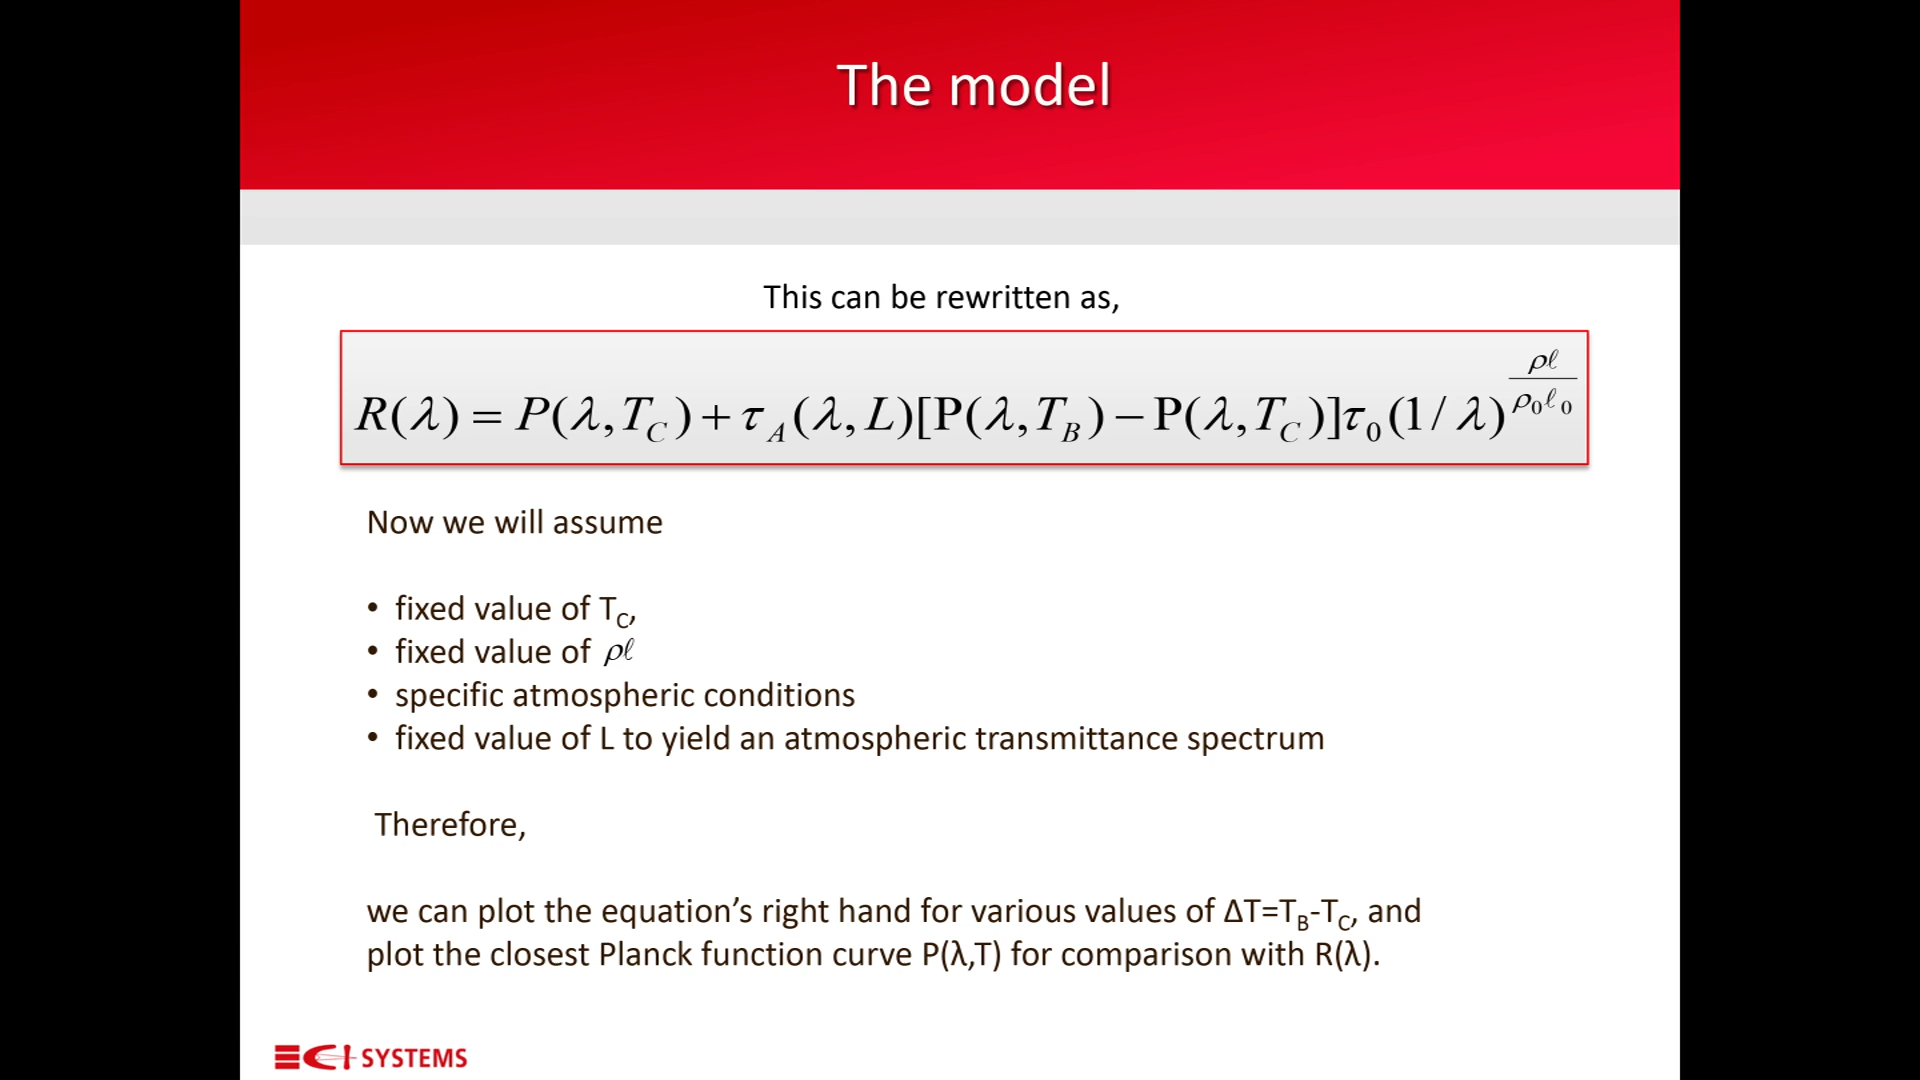 The model
This can be rewritten as,
R(λ) = P(λ,T_C) + τ_A(λ,L)[P(λ,T_B) − P(λ,T_C)]τ_0(1/λ)^{ρℓ/ρ_0ℓ_0}
Now we will assume
• fixed value of T_C,
• fixed value of ρℓ
• specific atmospheric conditions
• fixed value of L to yield an atmospheric transmittance spectrum
Therefore,
we can plot the equation’s right hand for various values of ΔT=T_B-T_C, and
plot the closest Planck function curve P(λ,T) for comparison with R(λ).
CI SYSTEMS